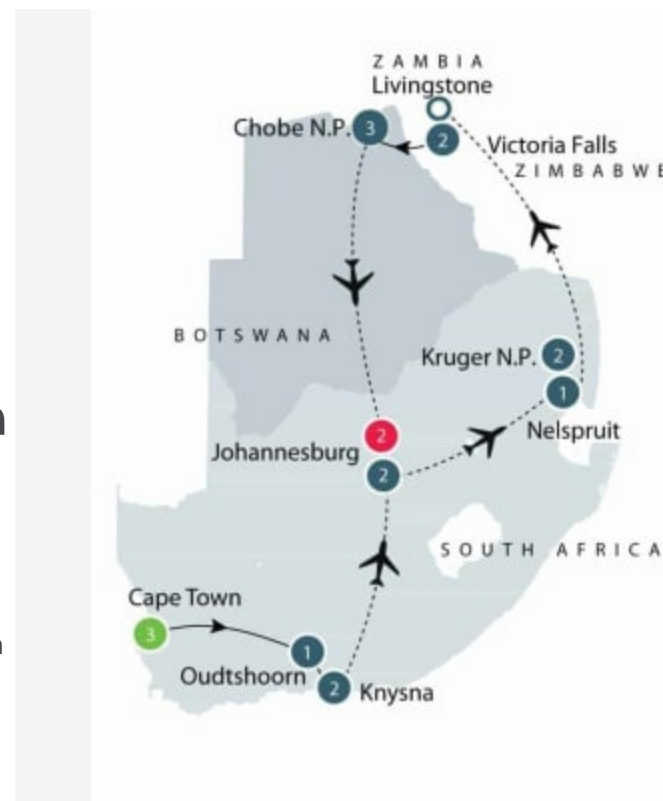 ZAMBIA
Livingstone
Chobe N.P.
3
2
Victoria Falls
ZIMBABWE
BOTSWANA
Kruger N.P.
2
1
Nelspruit
2
Johannesburg
2
SOUTH AFRICA
Cape Town
3
1
Oudtshoorn
2
Knysna